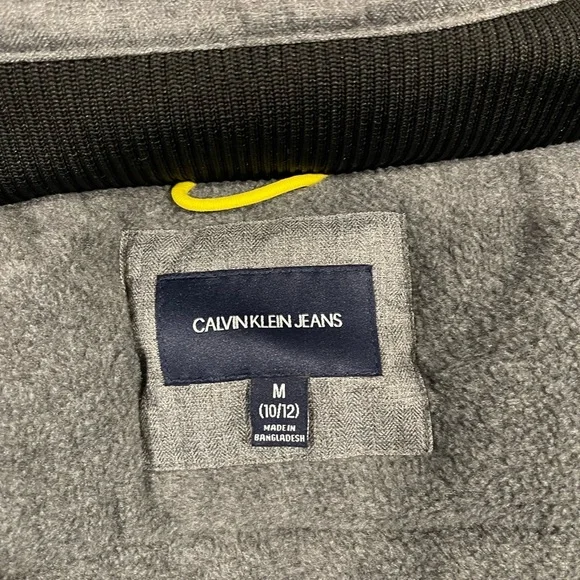 CALVIN KLEIN JEANS
M
(10/12)
MADE IN
BANGLADESH